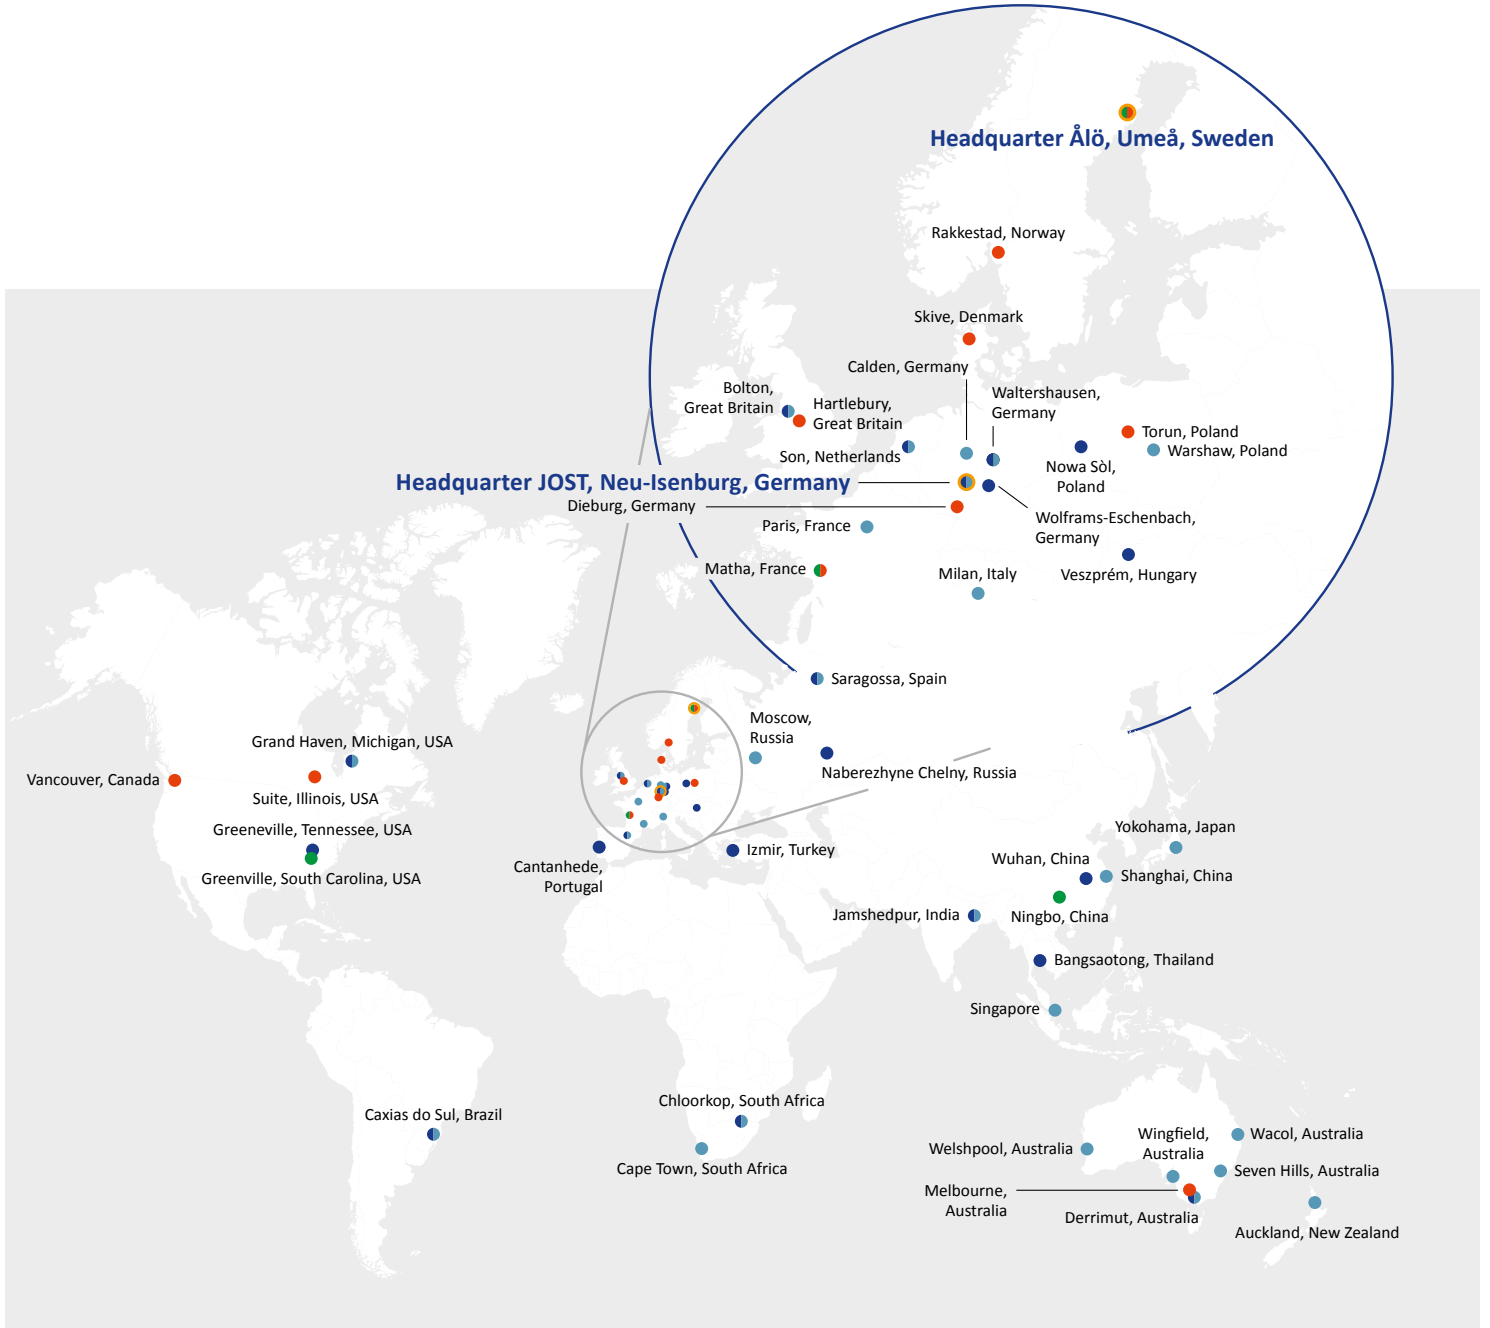 Headquarter Ålö, Umeå, Sweden
Rakkestad, Norway
Skive, Denmark
Calden, Germany
Waltershausen,
Germany
Bolton,
Great Britain
Hartlebury,
Great Britain
Son, Netherlands
Torun, Poland
Warshaw, Poland
Nowa Sòl,
Poland
Headquarter JOST, Neu-Isenburg, Germany
Dieburg, Germany
Wolframs-Eschenbach,
Germany
Paris, France
Matha, France
Milan, Italy
Veszprém, Hungary
Saragossa, Spain
Moscow,
Russia
Naberezhyne Chelny, Russia
Grand Haven, Michigan, USA
Vancouver, Canada
Suite, Illinois, USA
Greeneville, Tennessee, USA
Greenville, South Carolina, USA
Cantanhede,
Portugal
Izmir, Turkey
Yokohama, Japan
Wuhan, China
Shanghai, China
Ningbo, China
Jamshedpur, India
Bangsaotong, Thailand
Singapore
Caxias do Sul, Brazil
Chloorkop, South Africa
Cape Town, South Africa
Welshpool, Australia
Wingfield,
Australia
Wacol, Australia
Seven Hills, Australia
Melbourne,
Australia
Derrimut, Australia
Auckland, New Zealand